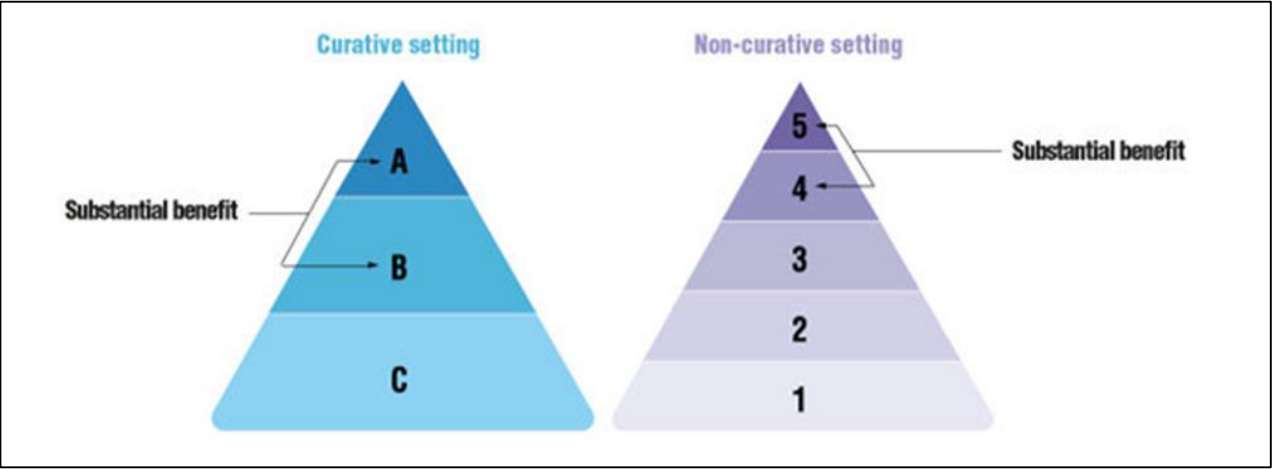 Curative setting
Non-curative setting
A
B
C
Substantial benefit
5
4
3
2
1
Substantial benefit